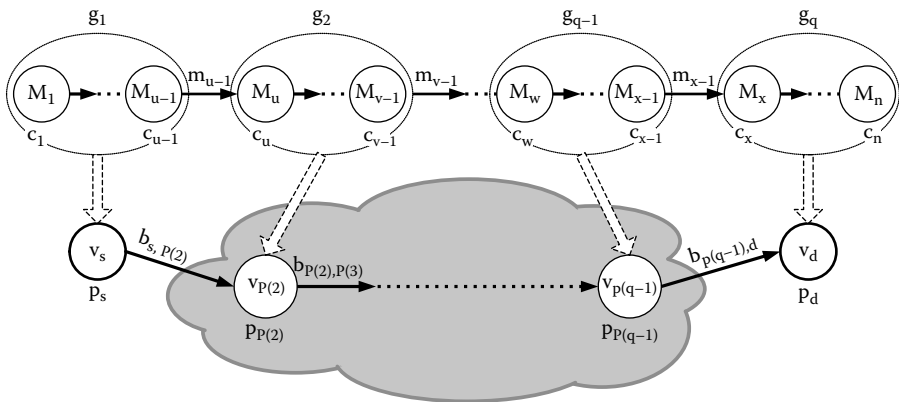 g1 g2 gq−1 gq
mu−1 mv−1 mx−1
M1 Mu−1 Mu Mv−1 Mw Mx−1 Mx Mn
c1 cu−1 cu cv−1 cw cx−1 cx cn
bs, P(2) bP(2),P(3) bP(q−1),d
vs vP(2) vp(q−1) vd
ps pP(2) pP(q−1) pd